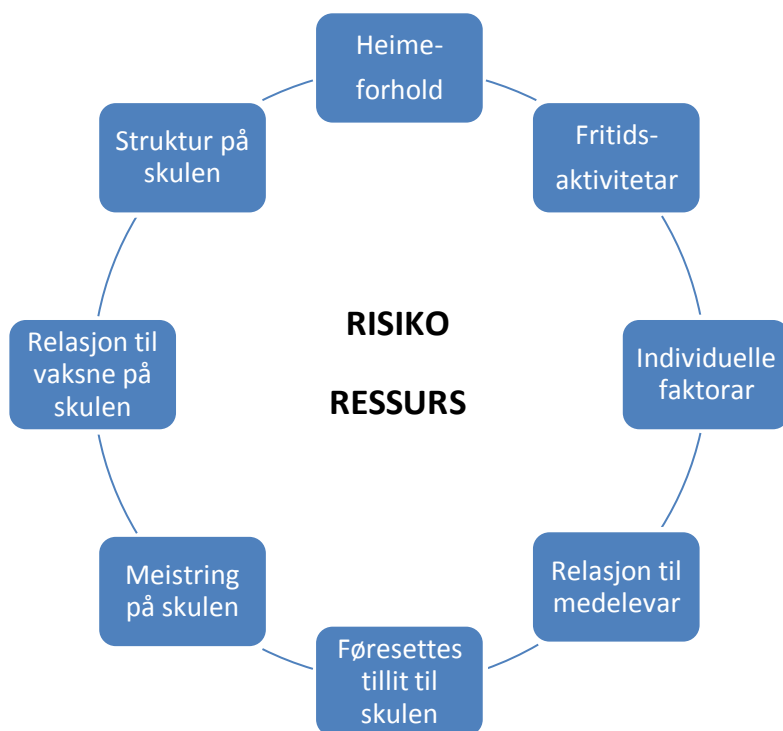 Heime-
forhold
Fritids-
aktivitetar
Individuelle
faktorar
Relasjon til
medelevar
Føresettes
tillit til
skulen
Meistring
på skulen
Relasjon til
vaksne på
skulen
Struktur på
skulen
RISIKO
RESSURS